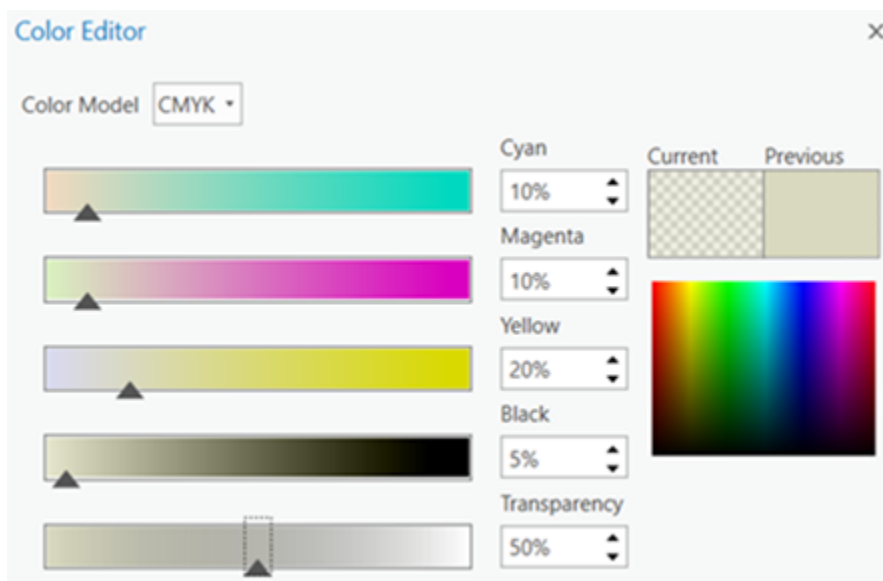 Color Editor
Color Model CMYK
Cyan
10%
Magenta
10%
Yellow
20%
Black
5%
Transparency
50%
Current Previous